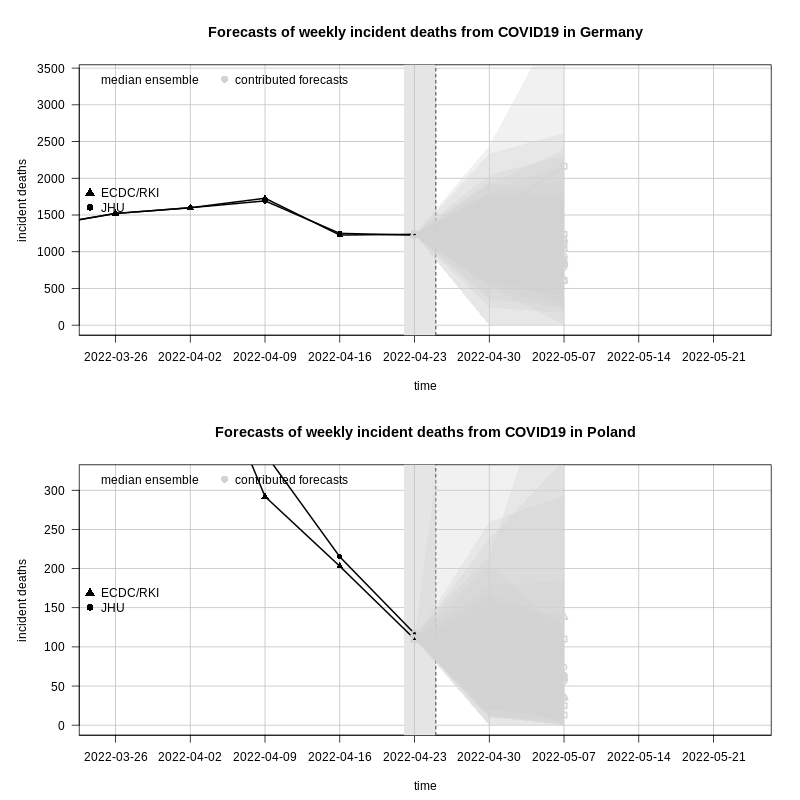 Forecasts of weekly incident deaths from COVID19 in Germany
median ensemble contributed forecasts
3500
3000
2500
2000
1500
1000
500
0
incident deaths
ECDC/RKI
JHU
2022-03-26 2022-04-02 2022-04-09 2022-04-16 2022-04-23 2022-04-30 2022-05-07 2022-05-14 2022-05-21
time
Forecasts of weekly incident deaths from COVID19 in Poland
median ensemble contributed forecasts
300
250
200
150
100
50
0
incident deaths
ECDC/RKI
JHU
2022-03-26 2022-04-02 2022-04-09 2022-04-16 2022-04-23 2022-04-30 2022-05-07 2022-05-14 2022-05-21
time